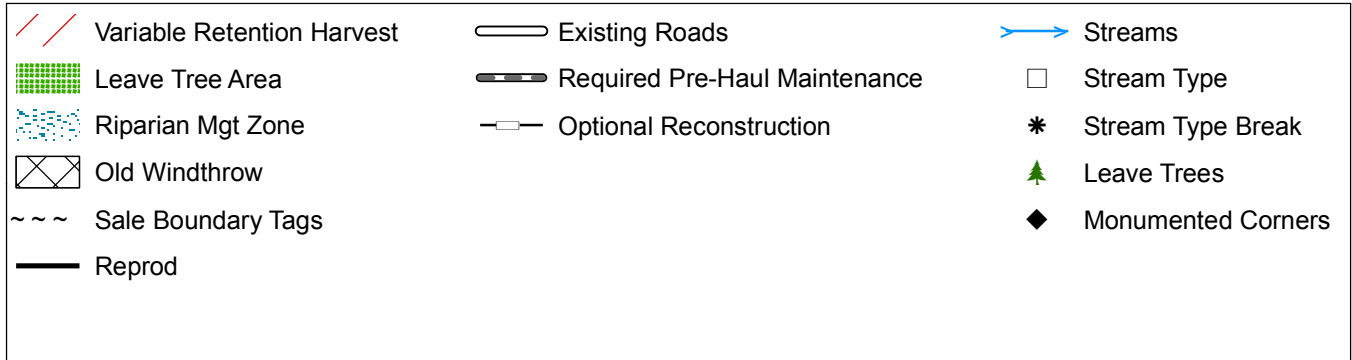 Variable Retention Harvest
Leave Tree Area
Riparian Mgt Zone
Old Windthrow
Sale Boundary Tags
Reprod
Existing Roads
Required Pre-Haul Maintenance
Optional Reconstruction
Streams
Stream Type
Stream Type Break
Leave Trees
Monumented Corners